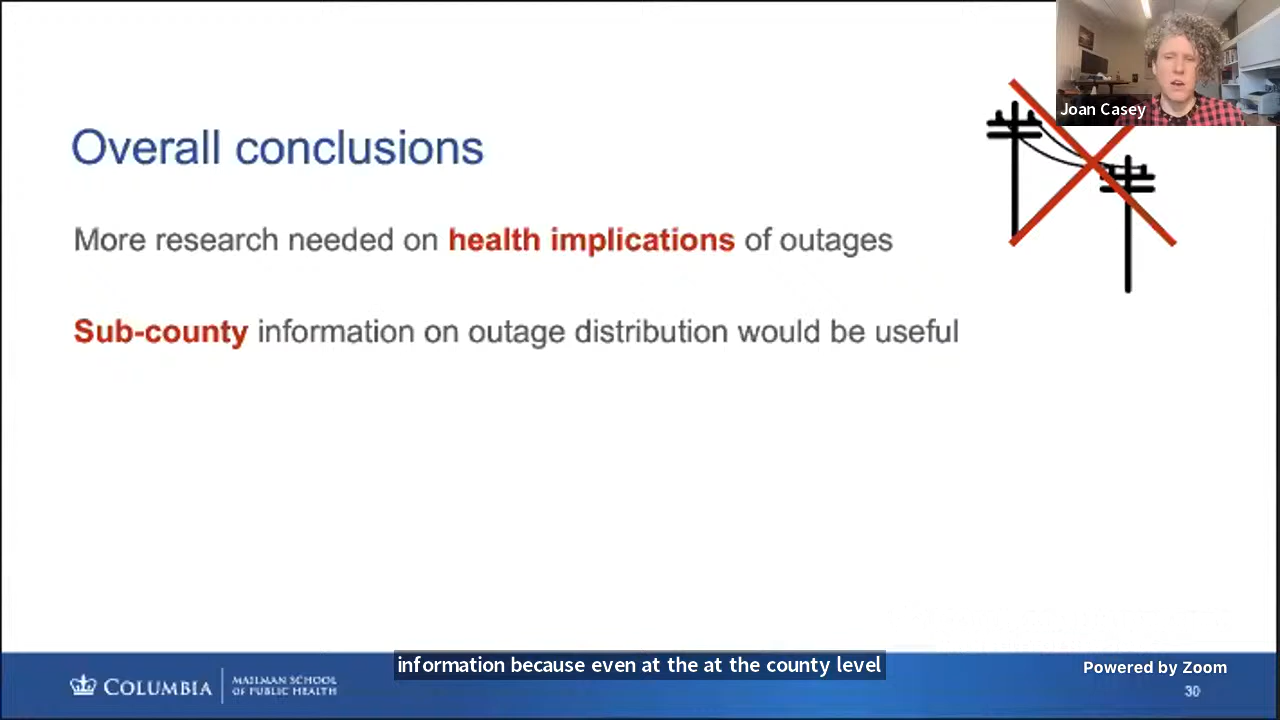 Joan Casey
Overall conclusions
More research needed on health implications of outages
Sub-county information on outage distribution would be useful
information because even at the at the county level
Powered by Zoom
COLUMBIA
MAILMAN SCHOOL
OF PUBLIC HEALTH
30